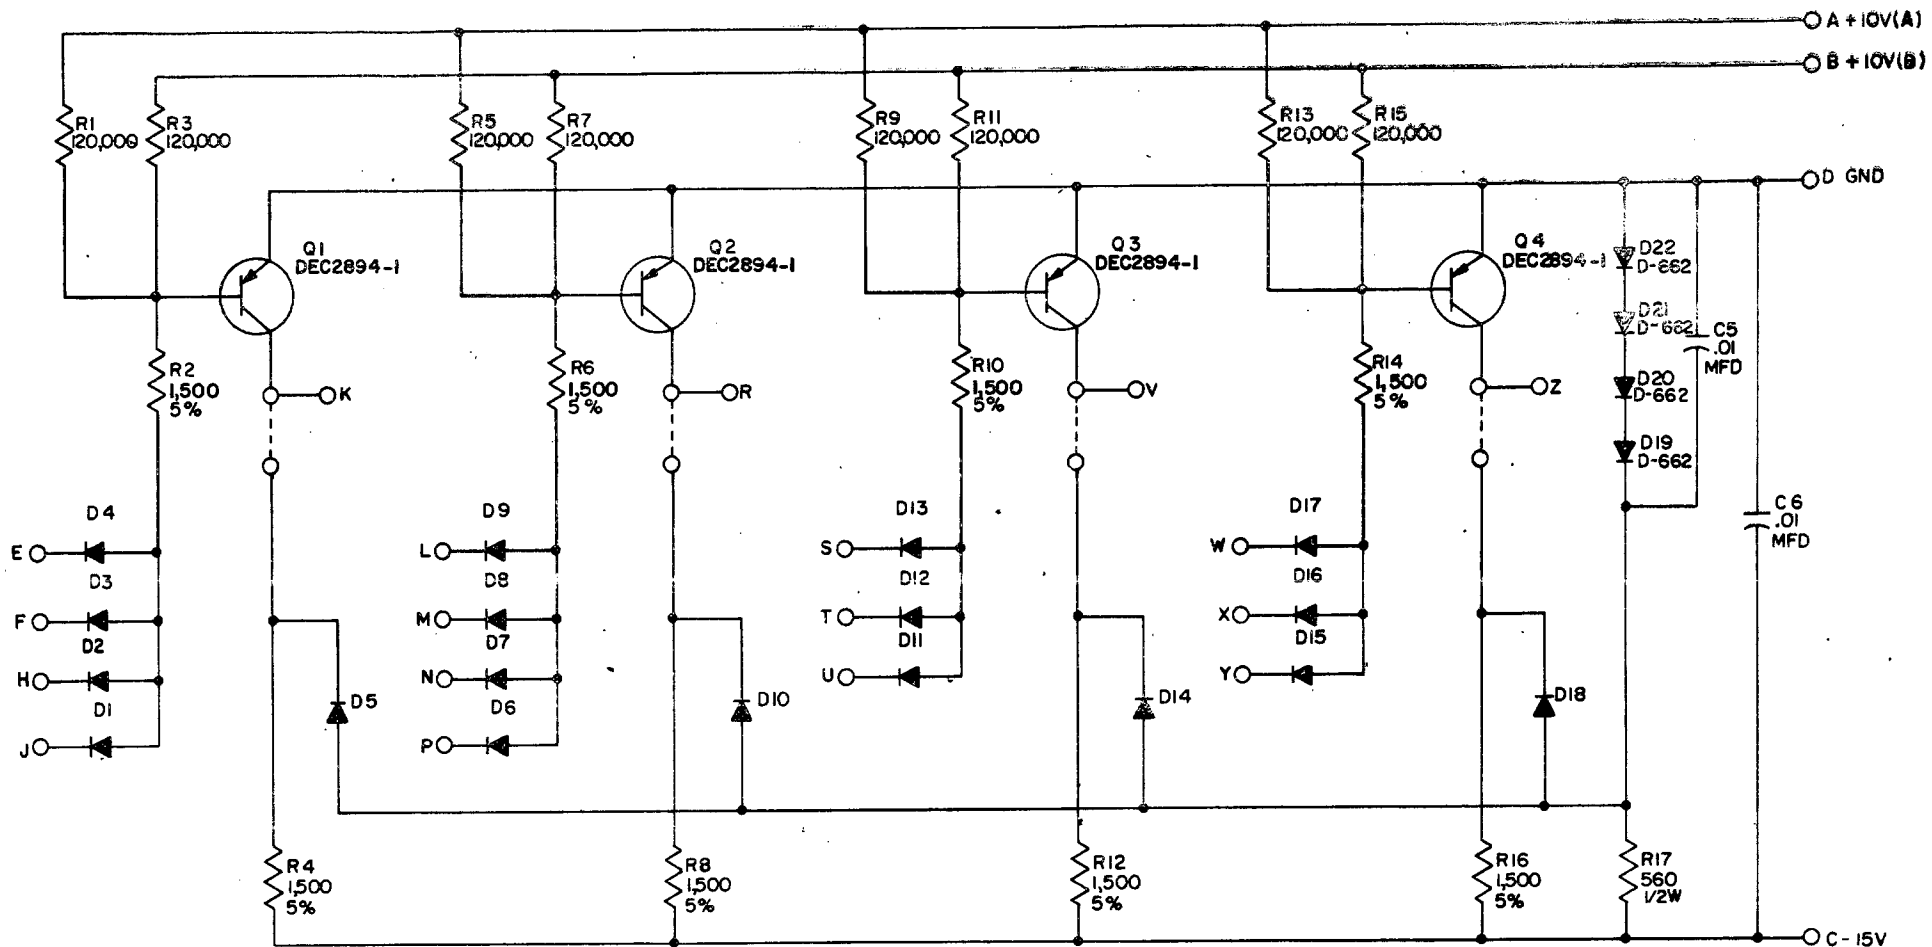 A +10V(A)
B +10V(B)
R1
120,000
R3
120,000
R5
120,000
R7
120,000
R9
120,000
R11
120,000
R13
120,000
R15
120,000
D GND
Q1
DEC2894-1
Q2
DEC2894-1
Q3
DEC2894-1
Q4
DEC2894-1
D22
D-662
D21
D-662
C5
.01
MFD
D20
D-662
D19
D-662
R2
1,500
5%
R6
1,500
5%
R10
1,500
5%
R14
1,500
5%
K
R
V
Z
D4
E
D3
F
D2
H
D1
J
D9
L
D8
M
D7
N
D6
P
D13
S
D12
T
D11
U
D17
W
D16
X
D15
Y
C6
.01
MFD
D5
D10
D14
D18
R4
1,500
5%
R8
1,500
5%
R12
1,500
5%
R16
1,500
5%
R17
560
1/2W
C -15V